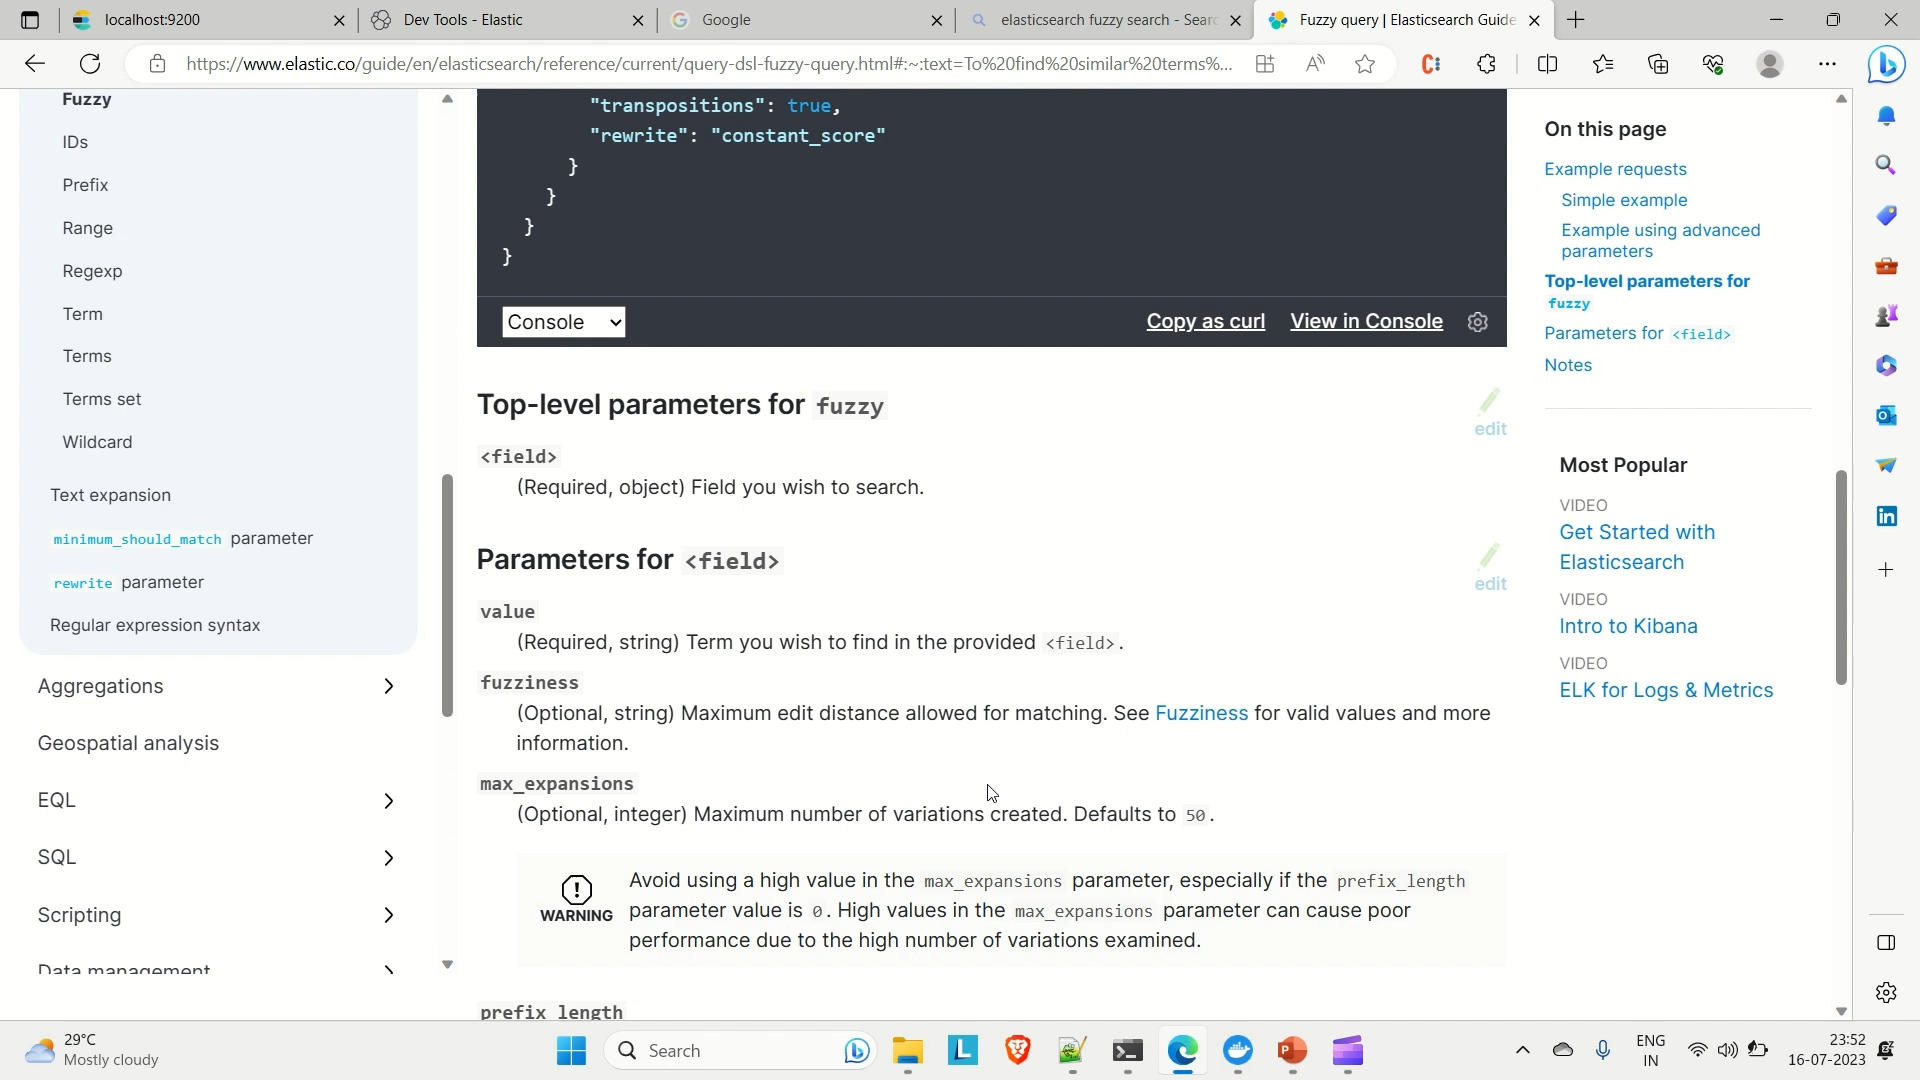 localhost:9200
Dev Tools - Elastic
Google
elasticsearch fuzzy search - Searc
Fuzzy query | Elasticsearch Guide
https://www.elastic.co/guide/en/elasticsearch/reference/current/query-dsl-fuzzy-query.html#:~:text=To%20find%20similar%20terms%...
Fuzzy
IDs
Prefix
Range
Regexp
Term
Terms
Terms set
Wildcard
Text expansion
minimum_should_match parameter
rewrite parameter
Regular expression syntax
Aggregations
Geospatial analysis
EQL
SQL
Scripting
Data management
"transpositions": true,
"rewrite": "constant_score"
}
}
}
}
Console
Copy as curl
View in Console
Top-level parameters for fuzzy
edit
<field>
(Required, object) Field you wish to search.
Parameters for <field>
edit
value
(Required, string) Term you wish to find in the provided <field>.
fuzziness
(Optional, string) Maximum edit distance allowed for matching. See Fuzziness for valid values and more
information.
max_expansions
(Optional, integer) Maximum number of variations created. Defaults to 50.
WARNING
Avoid using a high value in the max_expansions parameter, especially if the prefix_length
parameter value is 0. High values in the max_expansions parameter can cause poor
performance due to the high number of variations examined.
prefix_length
On this page
Example requests
Simple example
Example using advanced
parameters
Top-level parameters for
fuzzy
Parameters for <field>
Notes
Most Popular
VIDEO
Get Started with
Elasticsearch
VIDEO
Intro to Kibana
VIDEO
ELK for Logs & Metrics
29°C
Mostly cloudy
Search
ENG
IN
23:52
16-07-2023